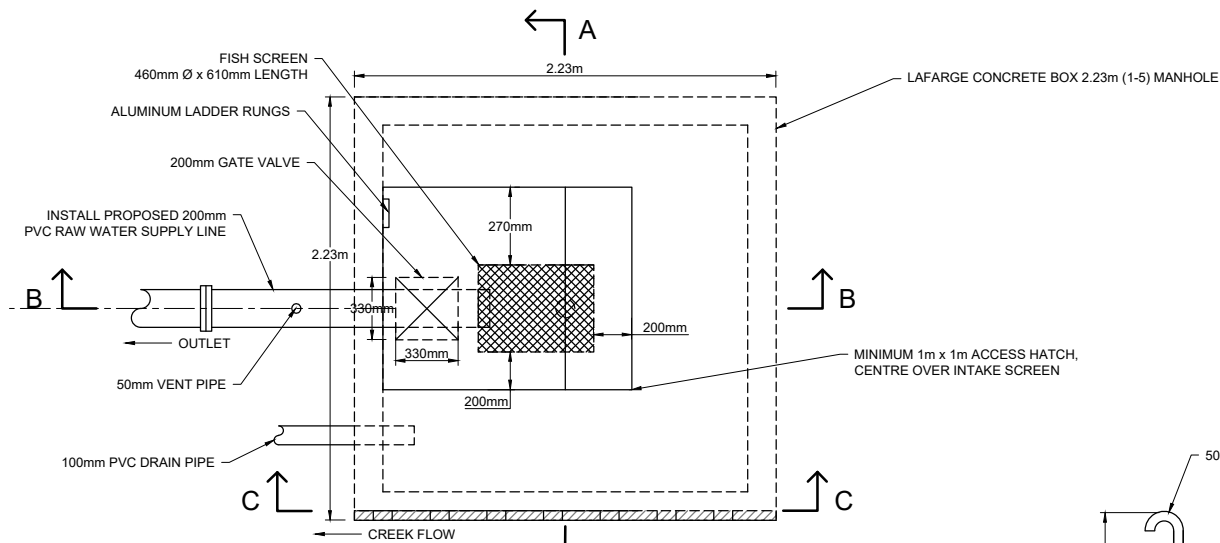 A
FISH SCREEN
460mm Ø x 610mm LENGTH
2.23m
LAFARGE CONCRETE BOX 2.23m (1-5) MANHOLE
ALUMINUM LADDER RUNGS
200mm GATE VALVE
INSTALL PROPOSED 200mm
PVC RAW WATER SUPPLY LINE
270mm
2.23m
B
B
330mm
200mm
OUTLET
330mm
MINIMUM 1m x 1m ACCESS HATCH,
CENTRE OVER INTAKE SCREEN
50mm VENT PIPE
200mm
100mm PVC DRAIN PIPE
50
C
C
CREEK FLOW